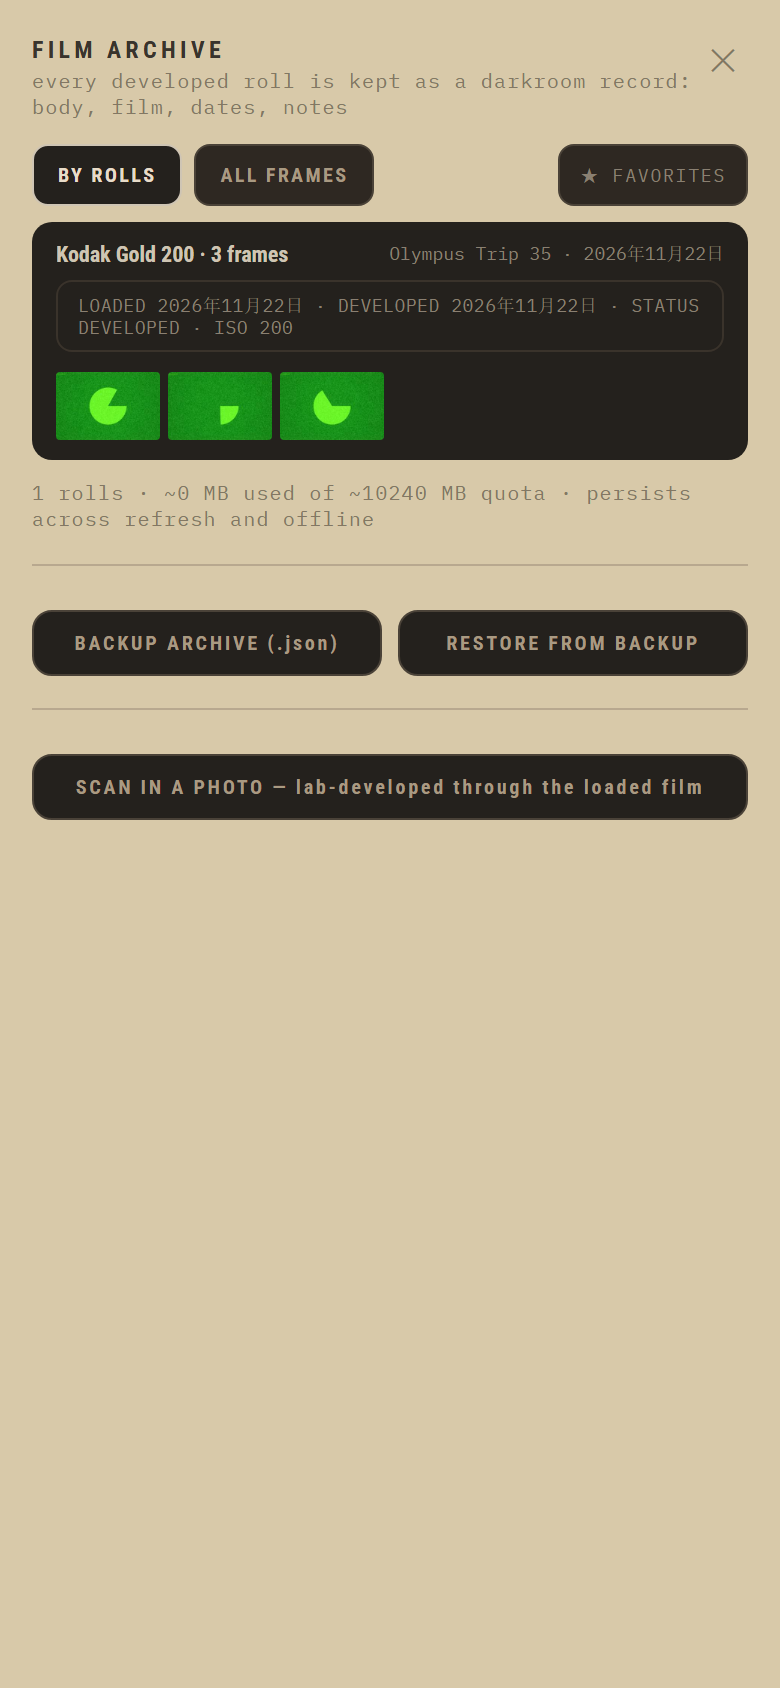 FILM ARCHIVE
every developed roll is kept as a darkroom record:
body, film, dates, notes
BY ROLLS
ALL FRAMES
★ FAVORITES
Kodak Gold 200 · 3 frames
Olympus Trip 35 · 2026年11月22日
LOADED 2026年11月22日 · DEVELOPED 2026年11月22日 · STATUS
DEVELOPED · ISO 200
1 rolls · ~0 MB used of ~10240 MB quota · persists
across refresh and offline
BACKUP ARCHIVE (.json)
RESTORE FROM BACKUP
SCAN IN A PHOTO — lab-developed through the loaded film